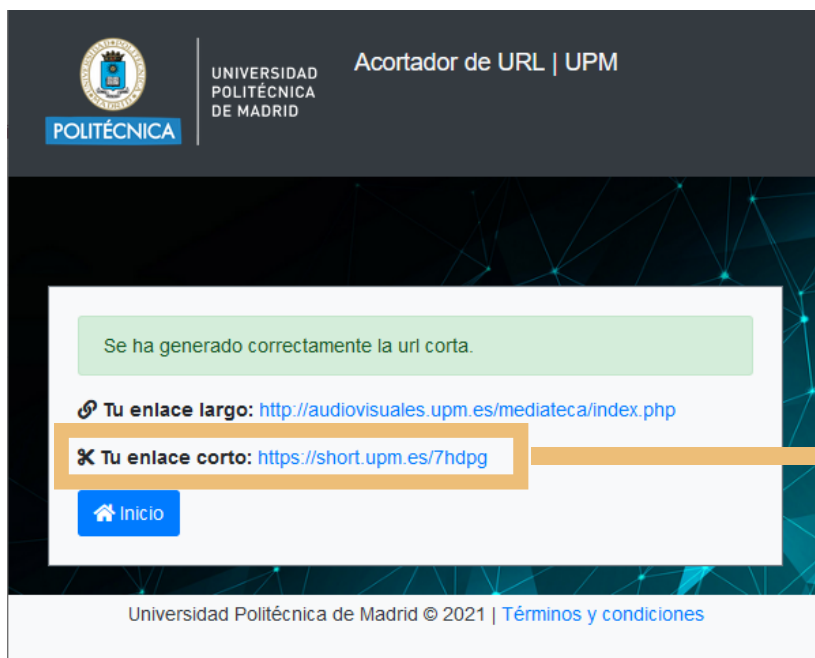 POLITÉCNICA
UNIVERSIDAD
POLITÉCNICA
DE MADRID
Acortador de URL | UPM
Se ha generado correctamente la url corta.
Tu enlace largo: http://audiovisuales.upm.es/mediateca/index.php
Tu enlace corto: https://short.upm.es/7hdpg
Inicio
Universidad Politécnica de Madrid © 2021 | Términos y condiciones